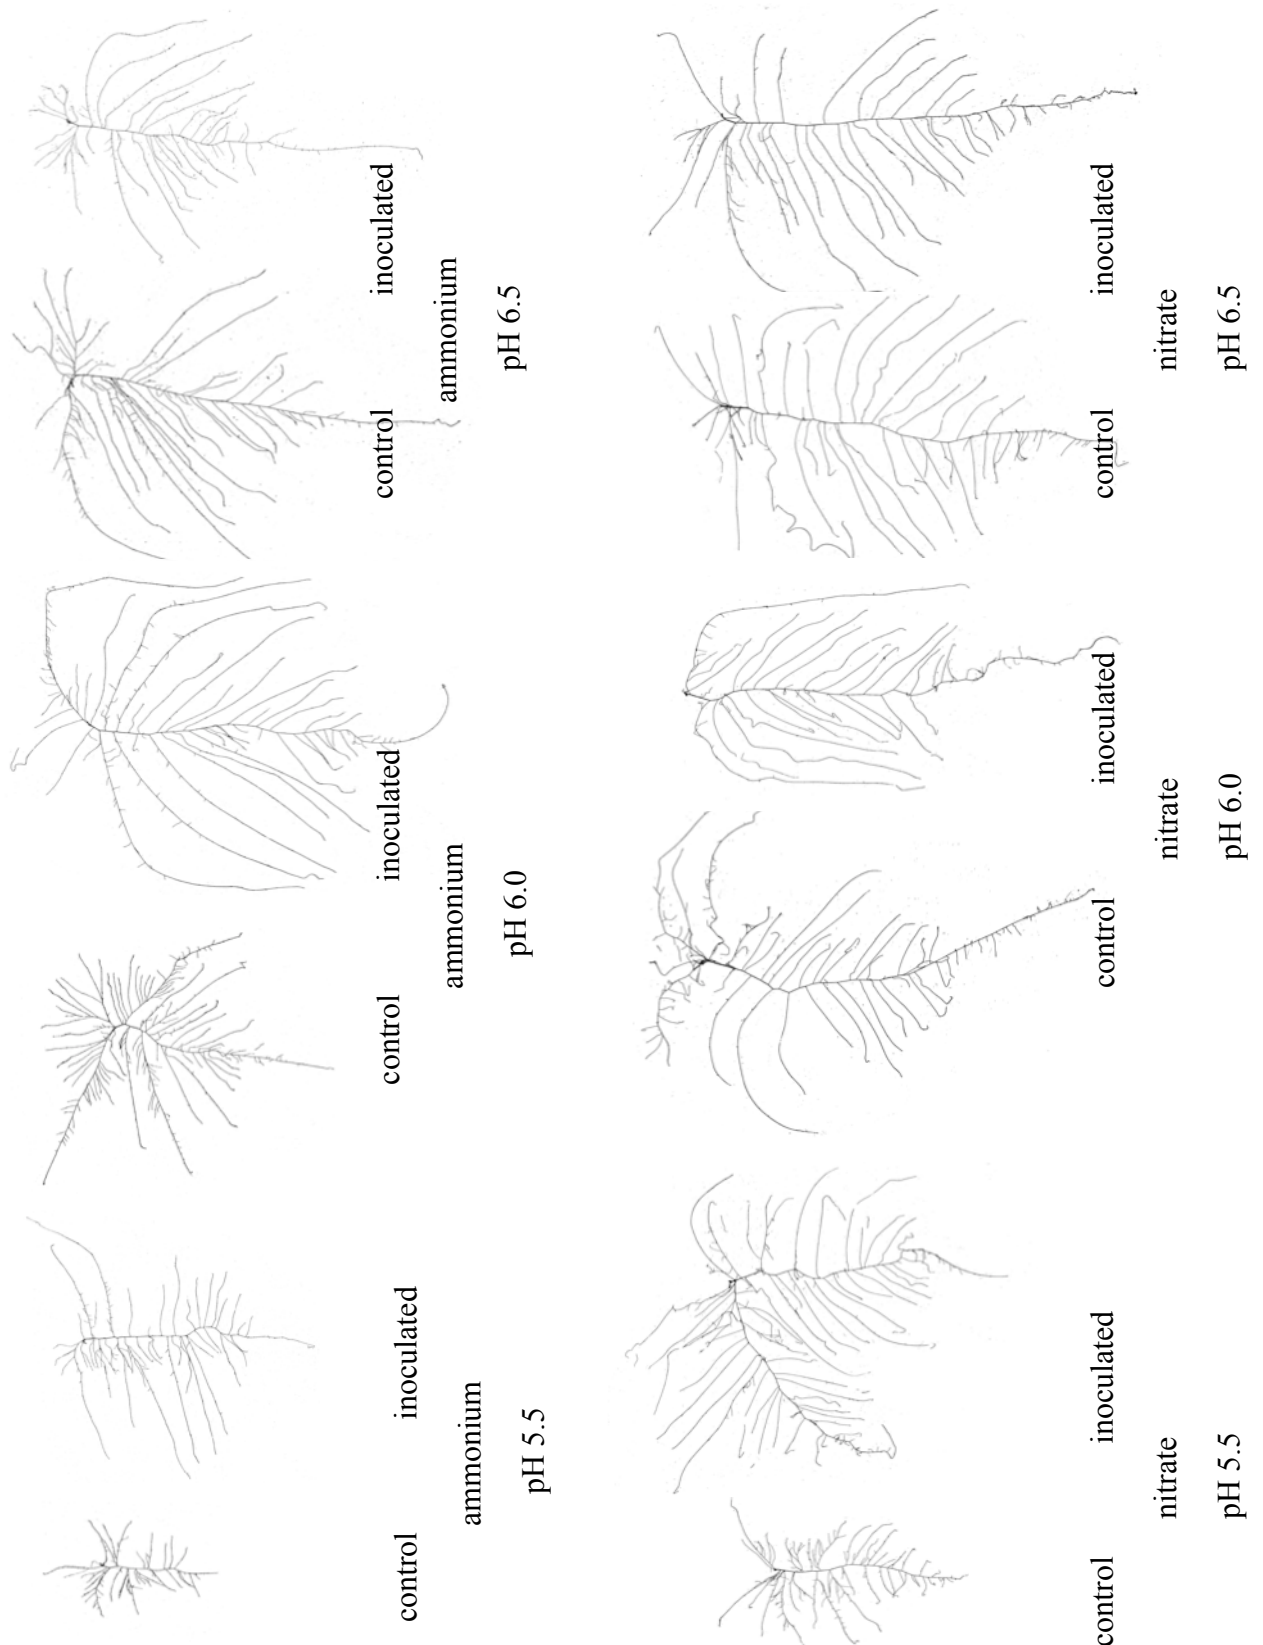 control inoculated control inoculated control inoculated
ammonium ammonium ammonium
pH 5.5 pH 6.0 pH 6.5
control inoculated control inoculated control inoculated
nitrate nitrate nitrate
pH 5.5 pH 6.0 pH 6.5